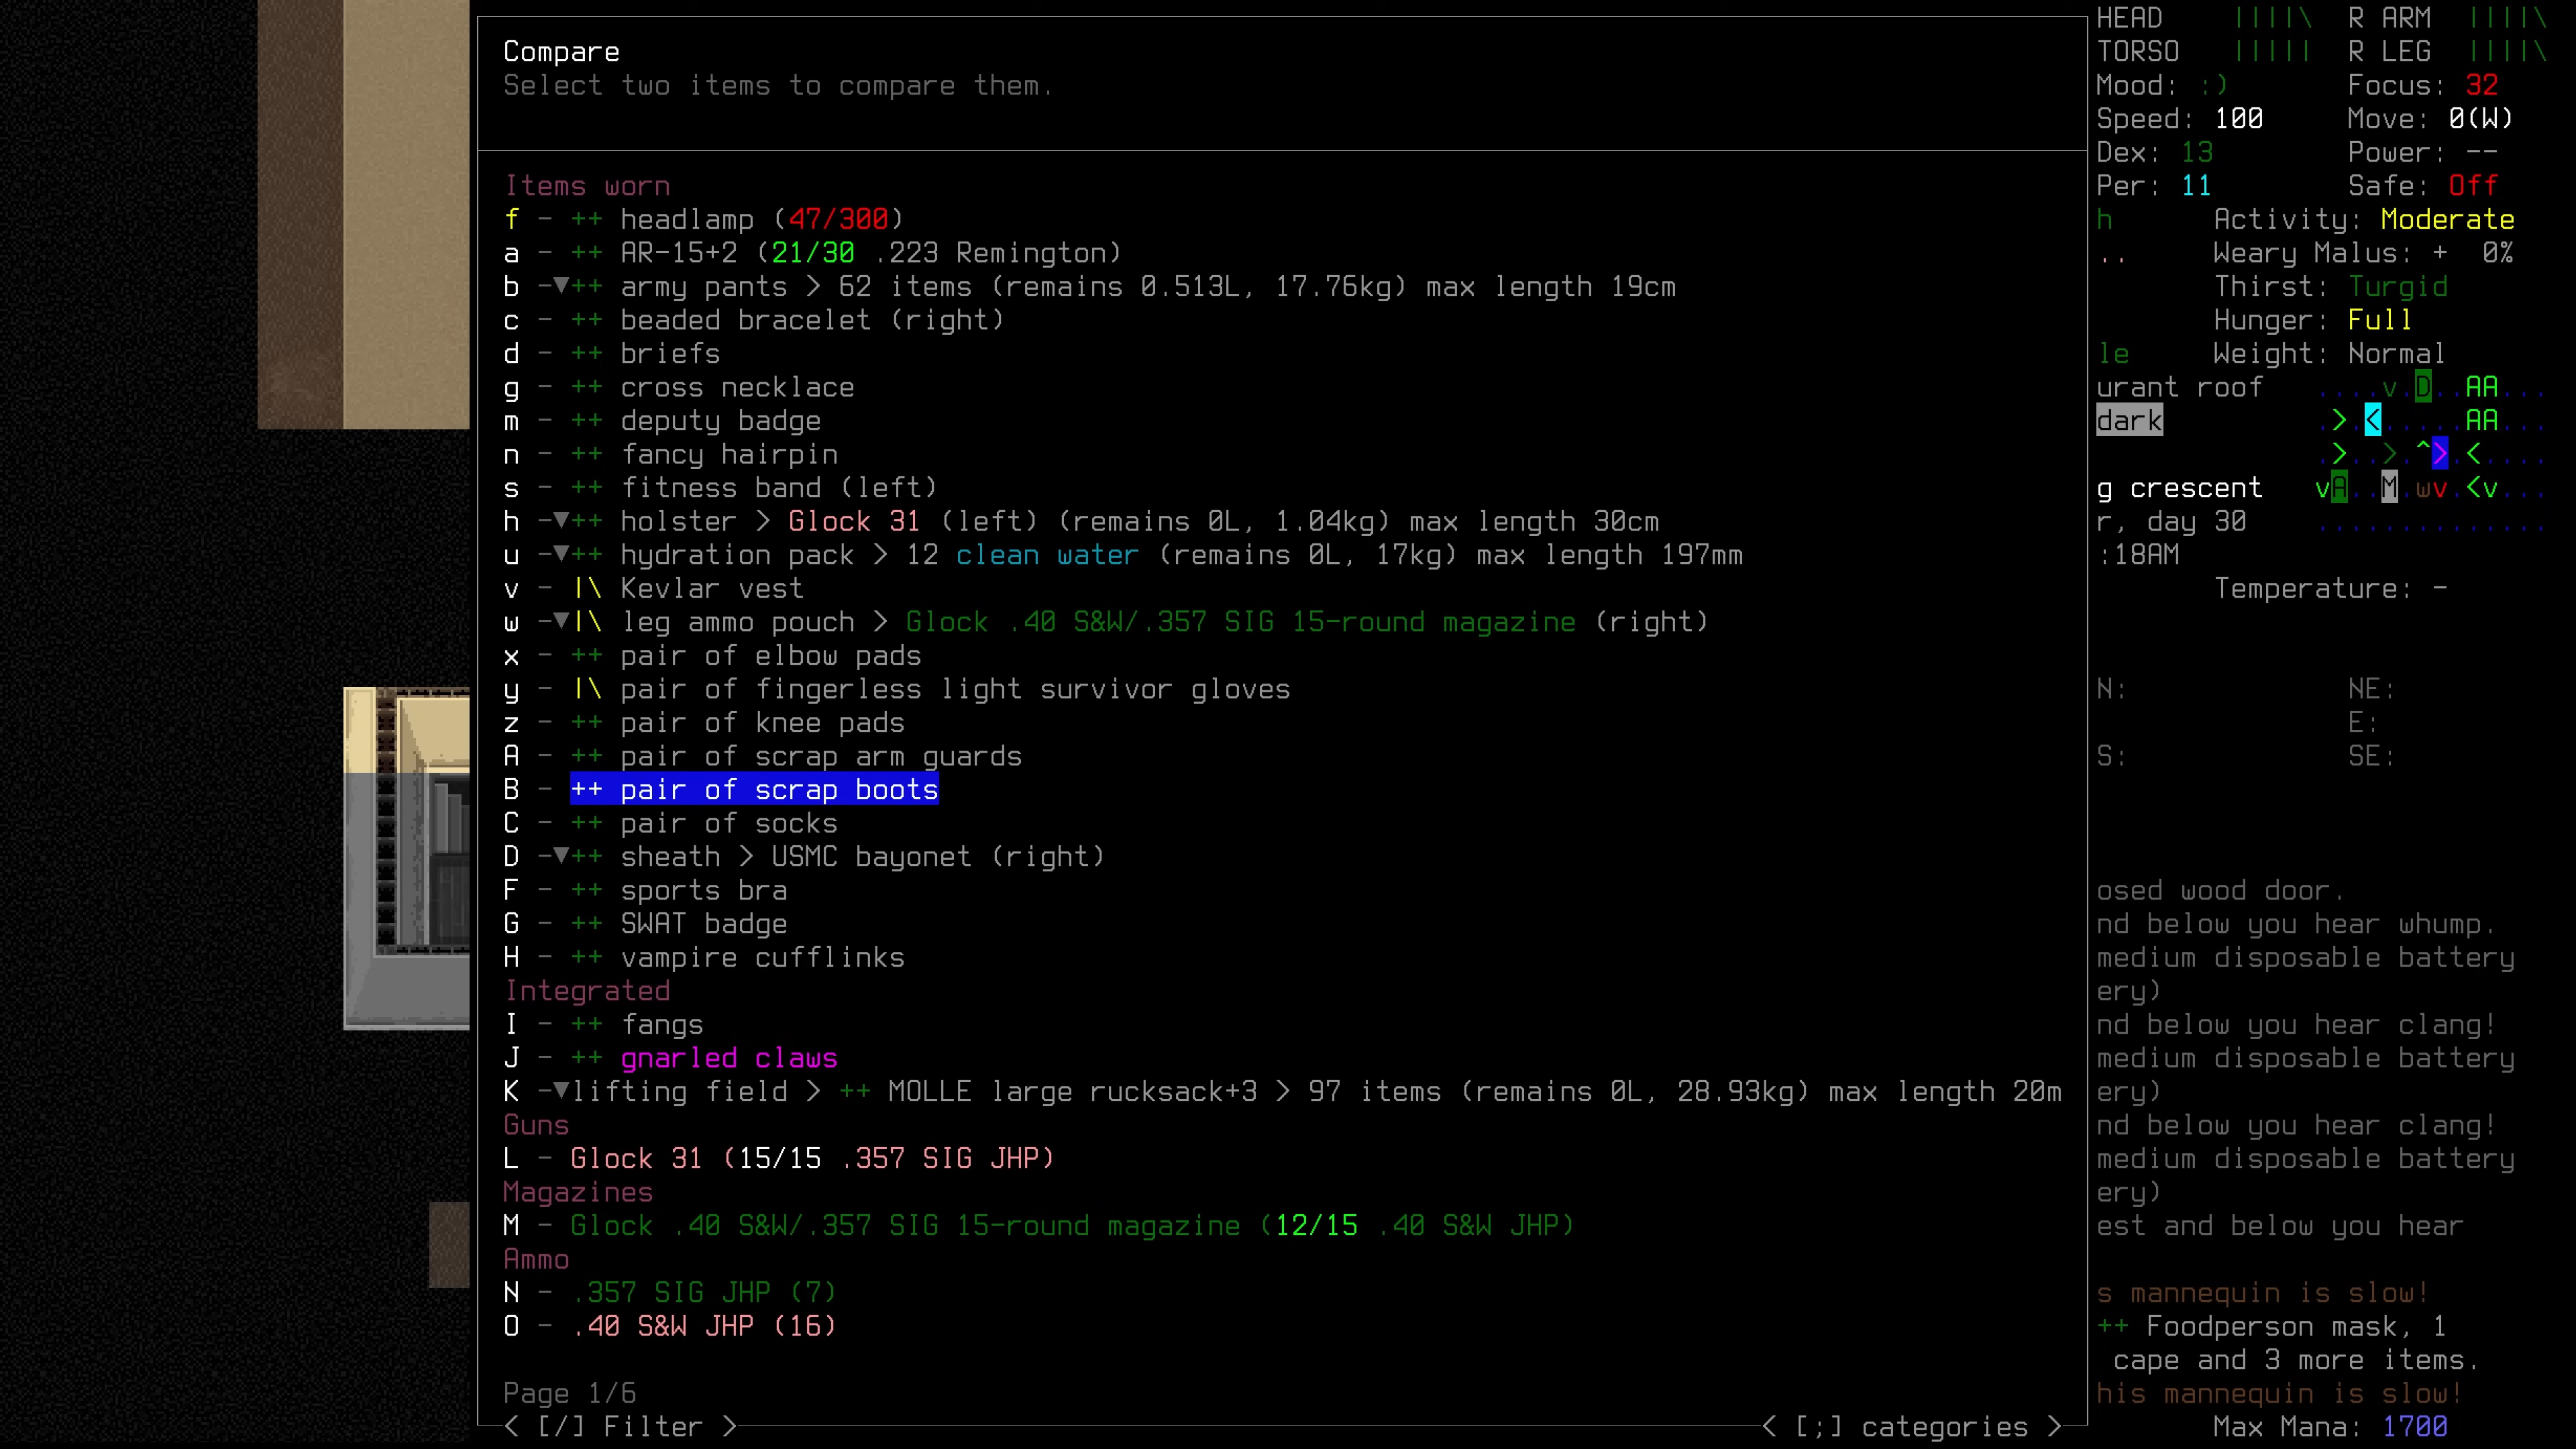 Compare
Select two items to compare them.
Items worn
f - ++ headlamp (47/300)
a - ++ AR-15+2 (21/30 .223 Remington)
b -▼++ army pants > 62 items (remains 0.513L, 17.76kg) max length 19cm
c - ++ beaded bracelet (right)
d - ++ briefs
g - ++ cross necklace
m - ++ deputy badge
n - ++ fancy hairpin
s - ++ fitness band (left)
h -▼++ holster > Glock 31 (left) (remains 0L, 1.04kg) max length 30cm
u -▼++ hydration pack > 12 clean water (remains 0L, 17kg) max length 197mm
v - |\ Kevlar vest
w -▼|\ leg ammo pouch > Glock .40 S&W/.357 SIG 15-round magazine (right)
x - ++ pair of elbow pads
y - |\ pair of fingerless light survivor gloves
z - ++ pair of knee pads
A - ++ pair of scrap arm guards
B - ++ pair of scrap boots
C - ++ pair of socks
D -▼++ sheath > USMC bayonet (right)
F - ++ sports bra
G - ++ SWAT badge
H - ++ vampire cufflinks
Integrated
I - ++ fangs
J - ++ gnarled claws
K -▼lifting field > ++ MOLLE large rucksack+3 > 97 items (remains 0L, 28.93kg) max length 20m
Guns
L - Glock 31 (15/15 .357 SIG JHP)
Magazines
M - Glock .40 S&W/.357 SIG 15-round magazine (12/15 .40 S&W JHP)
Ammo
N - .357 SIG JHP (7)
O - .40 S&W JHP (16)
Page 1/6
< [/] Filter >
< [;] categories >
HEAD ||||\ R ARM ||||\
TORSO ||||| R LEG ||||\
Mood: :) Focus: 32
Speed: 100 Move: 0(W)
Dex: 13 Power: --
Per: 11 Safe: Off
h Activity: Moderate
.. Weary Malus: + 0%
Thirst: Turgid
Hunger: Full
le Weight: Normal
urant roof ....v.D..AA...
dark .>.<.....AA...
.>..>.^>.<....
g crescent vA..M.wv.<v...
r, day 30 ..............
:18AM
Temperature: -
N: NE:
E:
S: SE:
osed wood door.
nd below you hear whump.
medium disposable battery
ery)
nd below you hear clang!
medium disposable battery
ery)
nd below you hear clang!
medium disposable battery
ery)
est and below you hear
s mannequin is slow!
++ Foodperson mask, 1
cape and 3 more items.
his mannequin is slow!
Max Mana: 1700